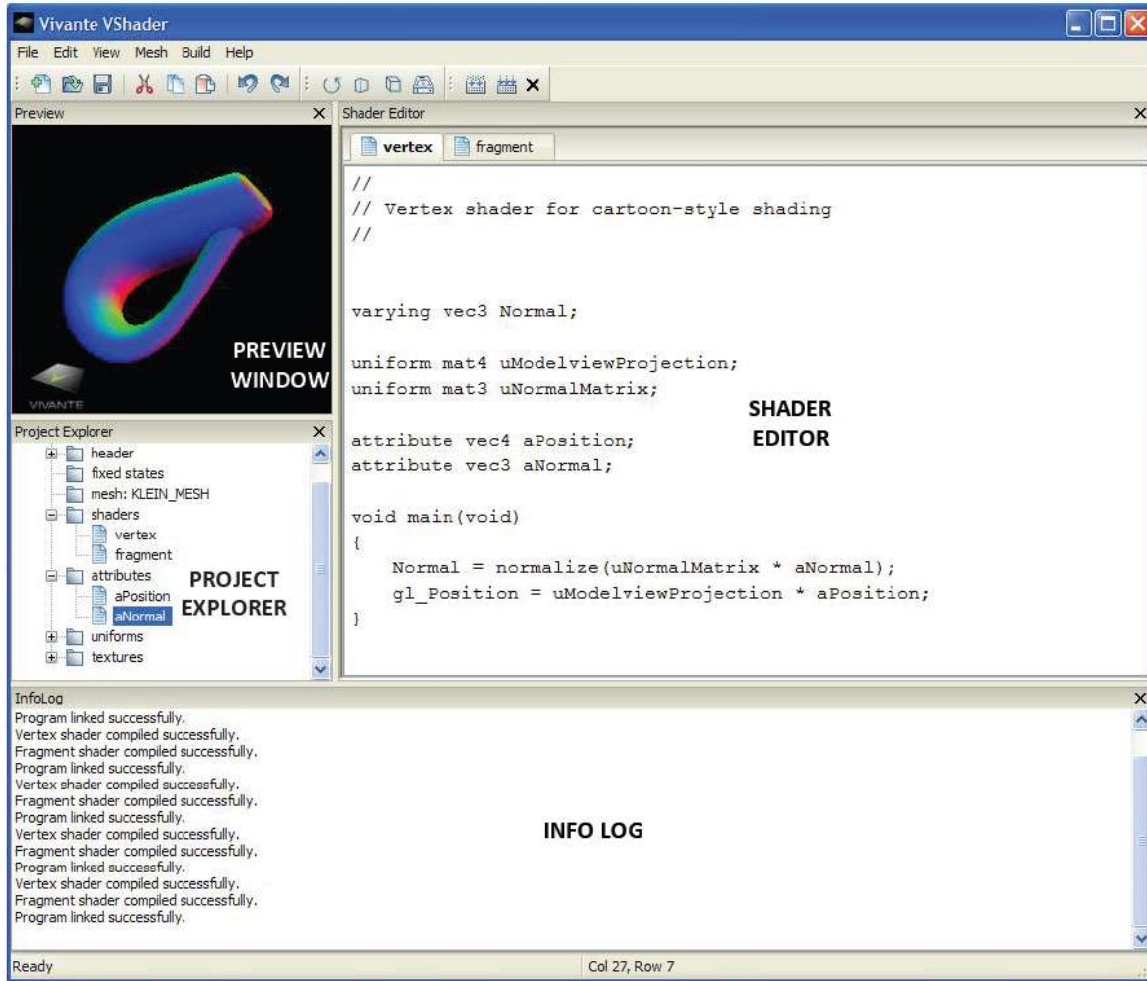 Vivante VShader
File Edit View Mesh Build Help
Preview
PREVIEW
WINDOW
VIVANTE
Project Explorer
header
fixed states
mesh: KLEIN_MESH
shaders
vertex
fragment
attributes
aPosition
aNormal
uniforms
textures
PROJECT
EXPLORER
Shader Editor
vertex fragment
//
// Vertex shader for cartoon-style shading
//
varying vec3 Normal;
uniform mat4 uModelviewProjection;
uniform mat3 uNormalMatrix;
attribute vec4 aPosition;
attribute vec3 aNormal;
void main(void)
{
Normal = normalize(uNormalMatrix * aNormal);
gl_Position = uModelviewProjection * aPosition;
}
SHADER
EDITOR
InfoLog
Program linked successfully.
Vertex shader compiled successfully.
Fragment shader compiled successfully.
Program linked successfully.
Vertex shader compiled successfully.
Fragment shader compiled successfully.
Program linked successfully.
Vertex shader compiled successfully.
Fragment shader compiled successfully.
Program linked successfully.
Vertex shader compiled successfully.
Fragment shader compiled successfully.
Program linked successfully.
INFO LOG
Ready Col 27, Row 7